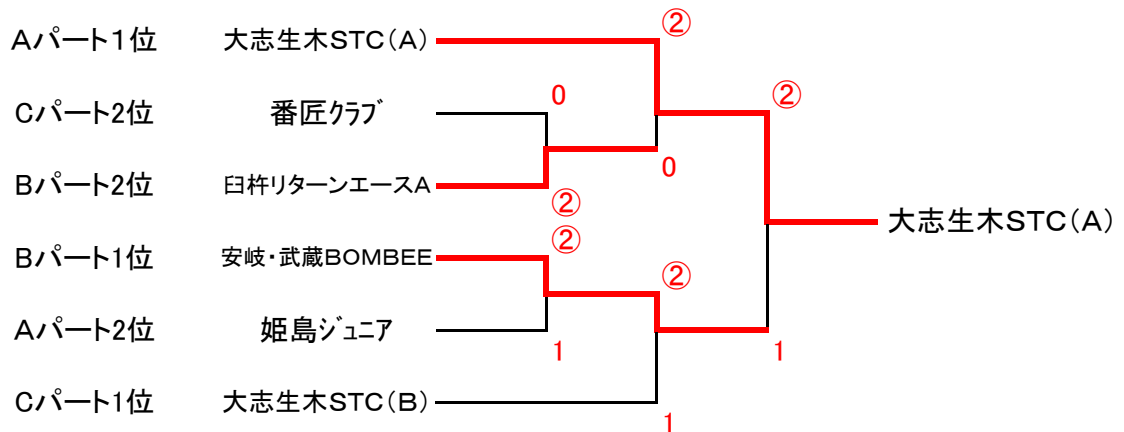 ②
Aパート1位 大志生木STC(A)
0 ②
Cパート2位 番匠クラブ
0
Bパート2位 臼杵リターンエースA
②
大志生木STC(A)
②
Bパート1位 安岐・武蔵BOMBEE
②
Aパート2位 姫島ジュニア
1 1
Cパート1位 大志生木STC(B)
1